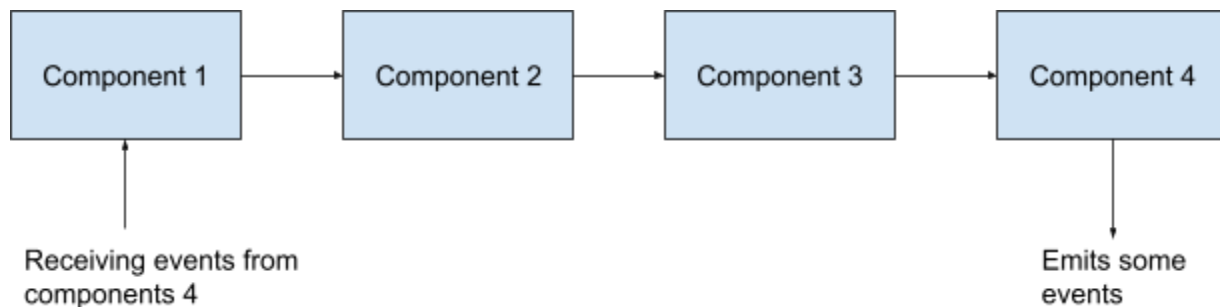 Component 1
Component 2
Component 3
Component 4
Receiving events from
components 4
Emits some
events